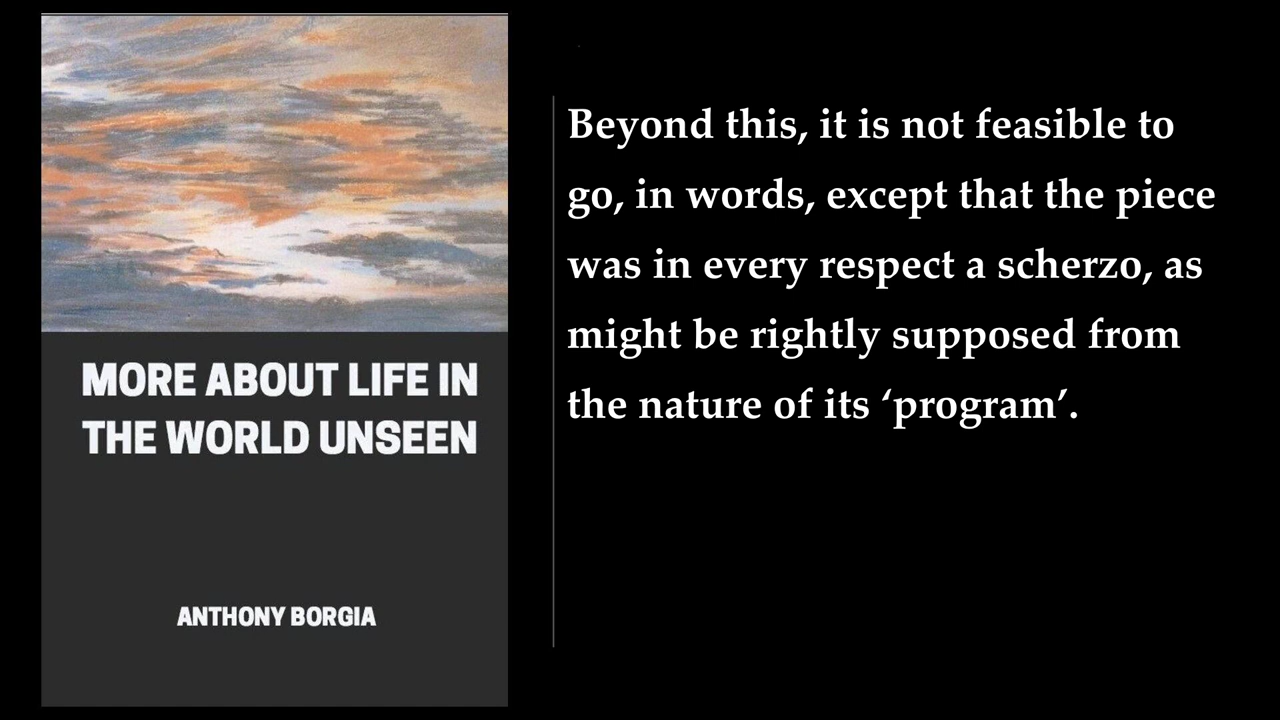 MORE ABOUT LIFE IN
THE WORLD UNSEEN
ANTHONY BORGIA
Beyond this, it is not feasible to
go, in words, except that the piece
was in every respect a scherzo, as
might be rightly supposed from
the nature of its ‘program’.